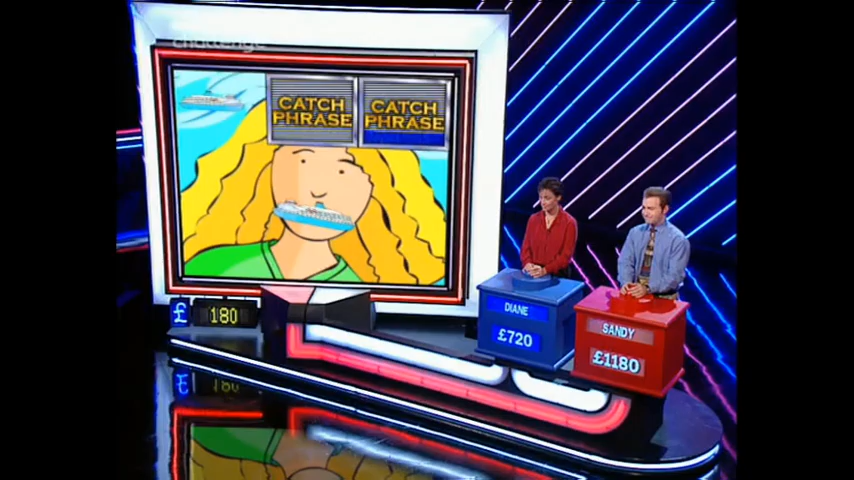 challenge
CATCH
PHRASE
CATCH
PHRASE
DIANE
£720
SANDY
£1180
£
180